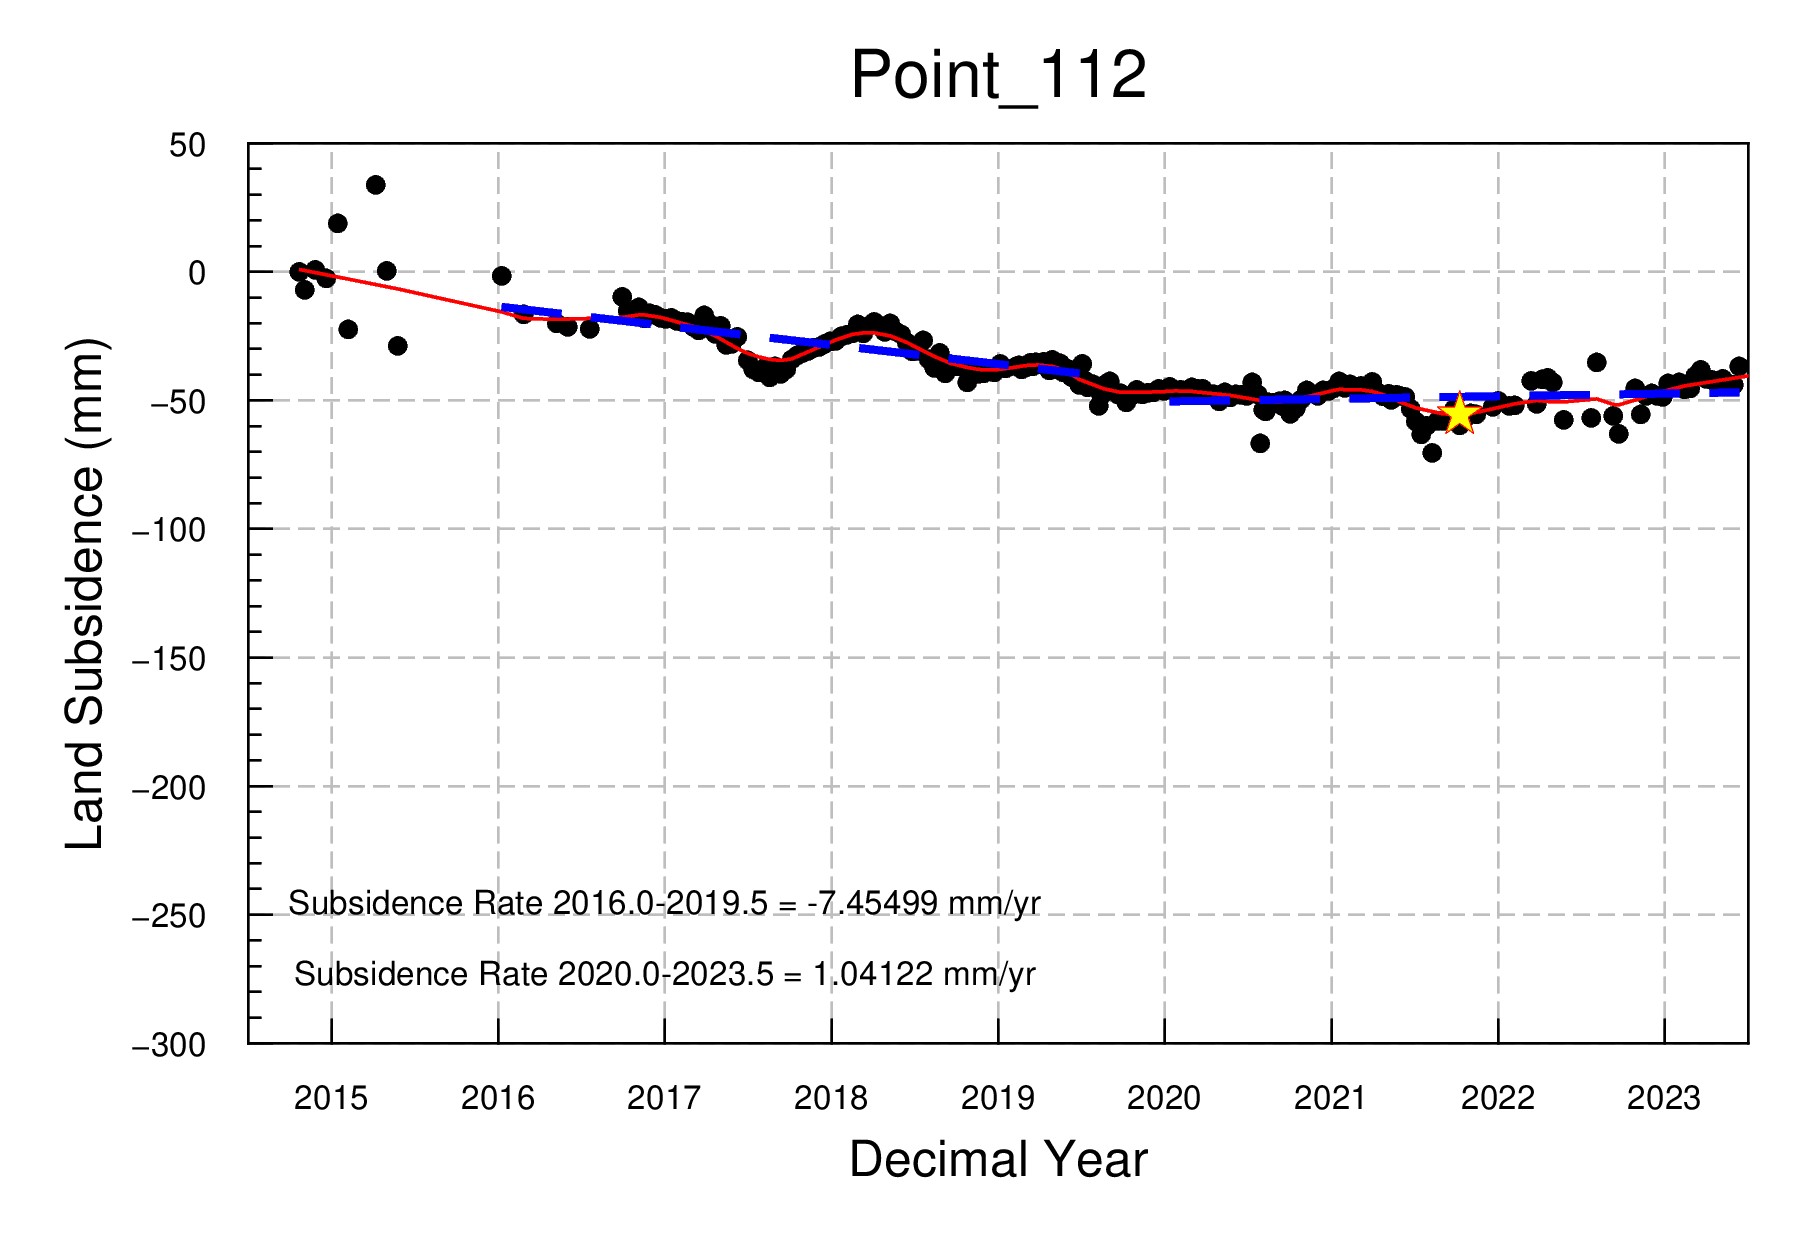 Point_112
50
0
−50
−100
−150
−200
−250
−300
Land Subsidence (mm)
Subsidence Rate 2016.0-2019.5 = -7.45499 mm/yr
Subsidence Rate 2020.0-2023.5 = 1.04122 mm/yr
2015 2016 2017 2018 2019 2020 2021 2022 2023
Decimal Year